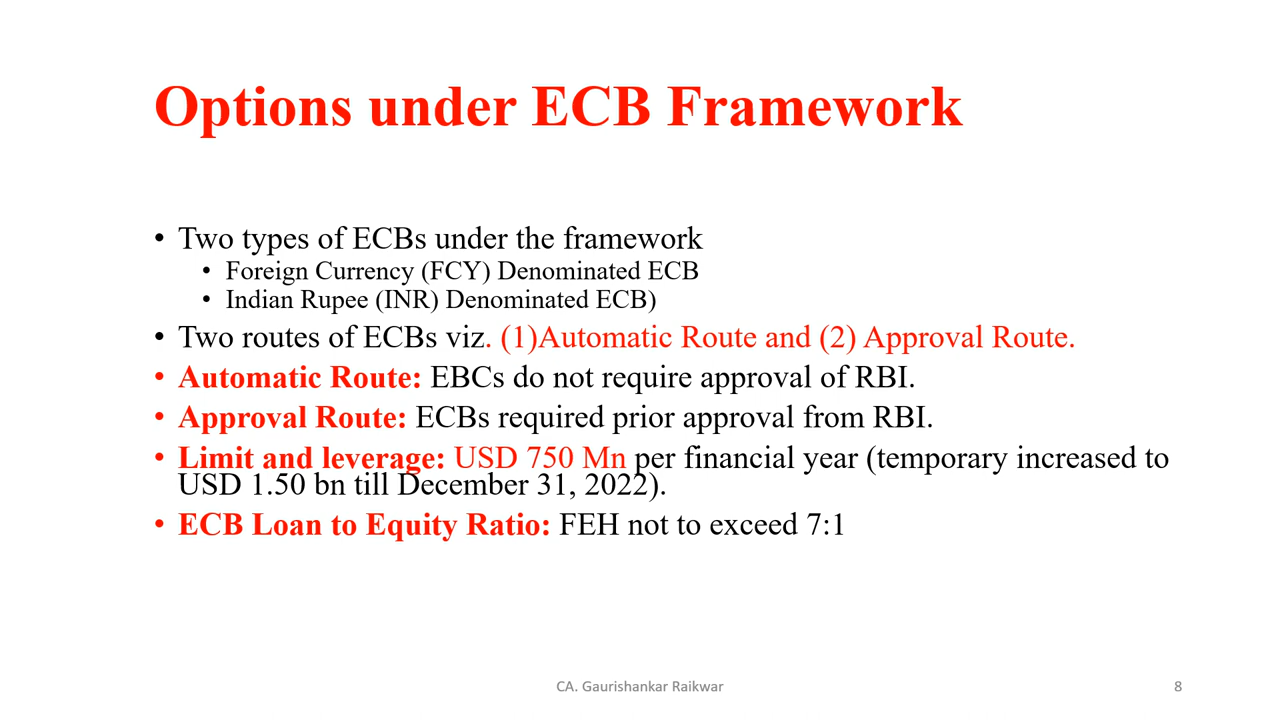 Options under ECB Framework
• Two types of ECBs under the framework
• Foreign Currency (FCY) Denominated ECB
• Indian Rupee (INR) Denominated ECB)
• Two routes of ECBs viz. (1)Automatic Route and (2) Approval Route.
• Automatic Route: EBCs do not require approval of RBI.
• Approval Route: ECBs required prior approval from RBI.
• Limit and leverage: USD 750 Mn per financial year (temporary increased to
USD 1.50 bn till December 31, 2022).
• ECB Loan to Equity Ratio: FEH not to exceed 7:1
CA. Gaurishankar Raikwar
8